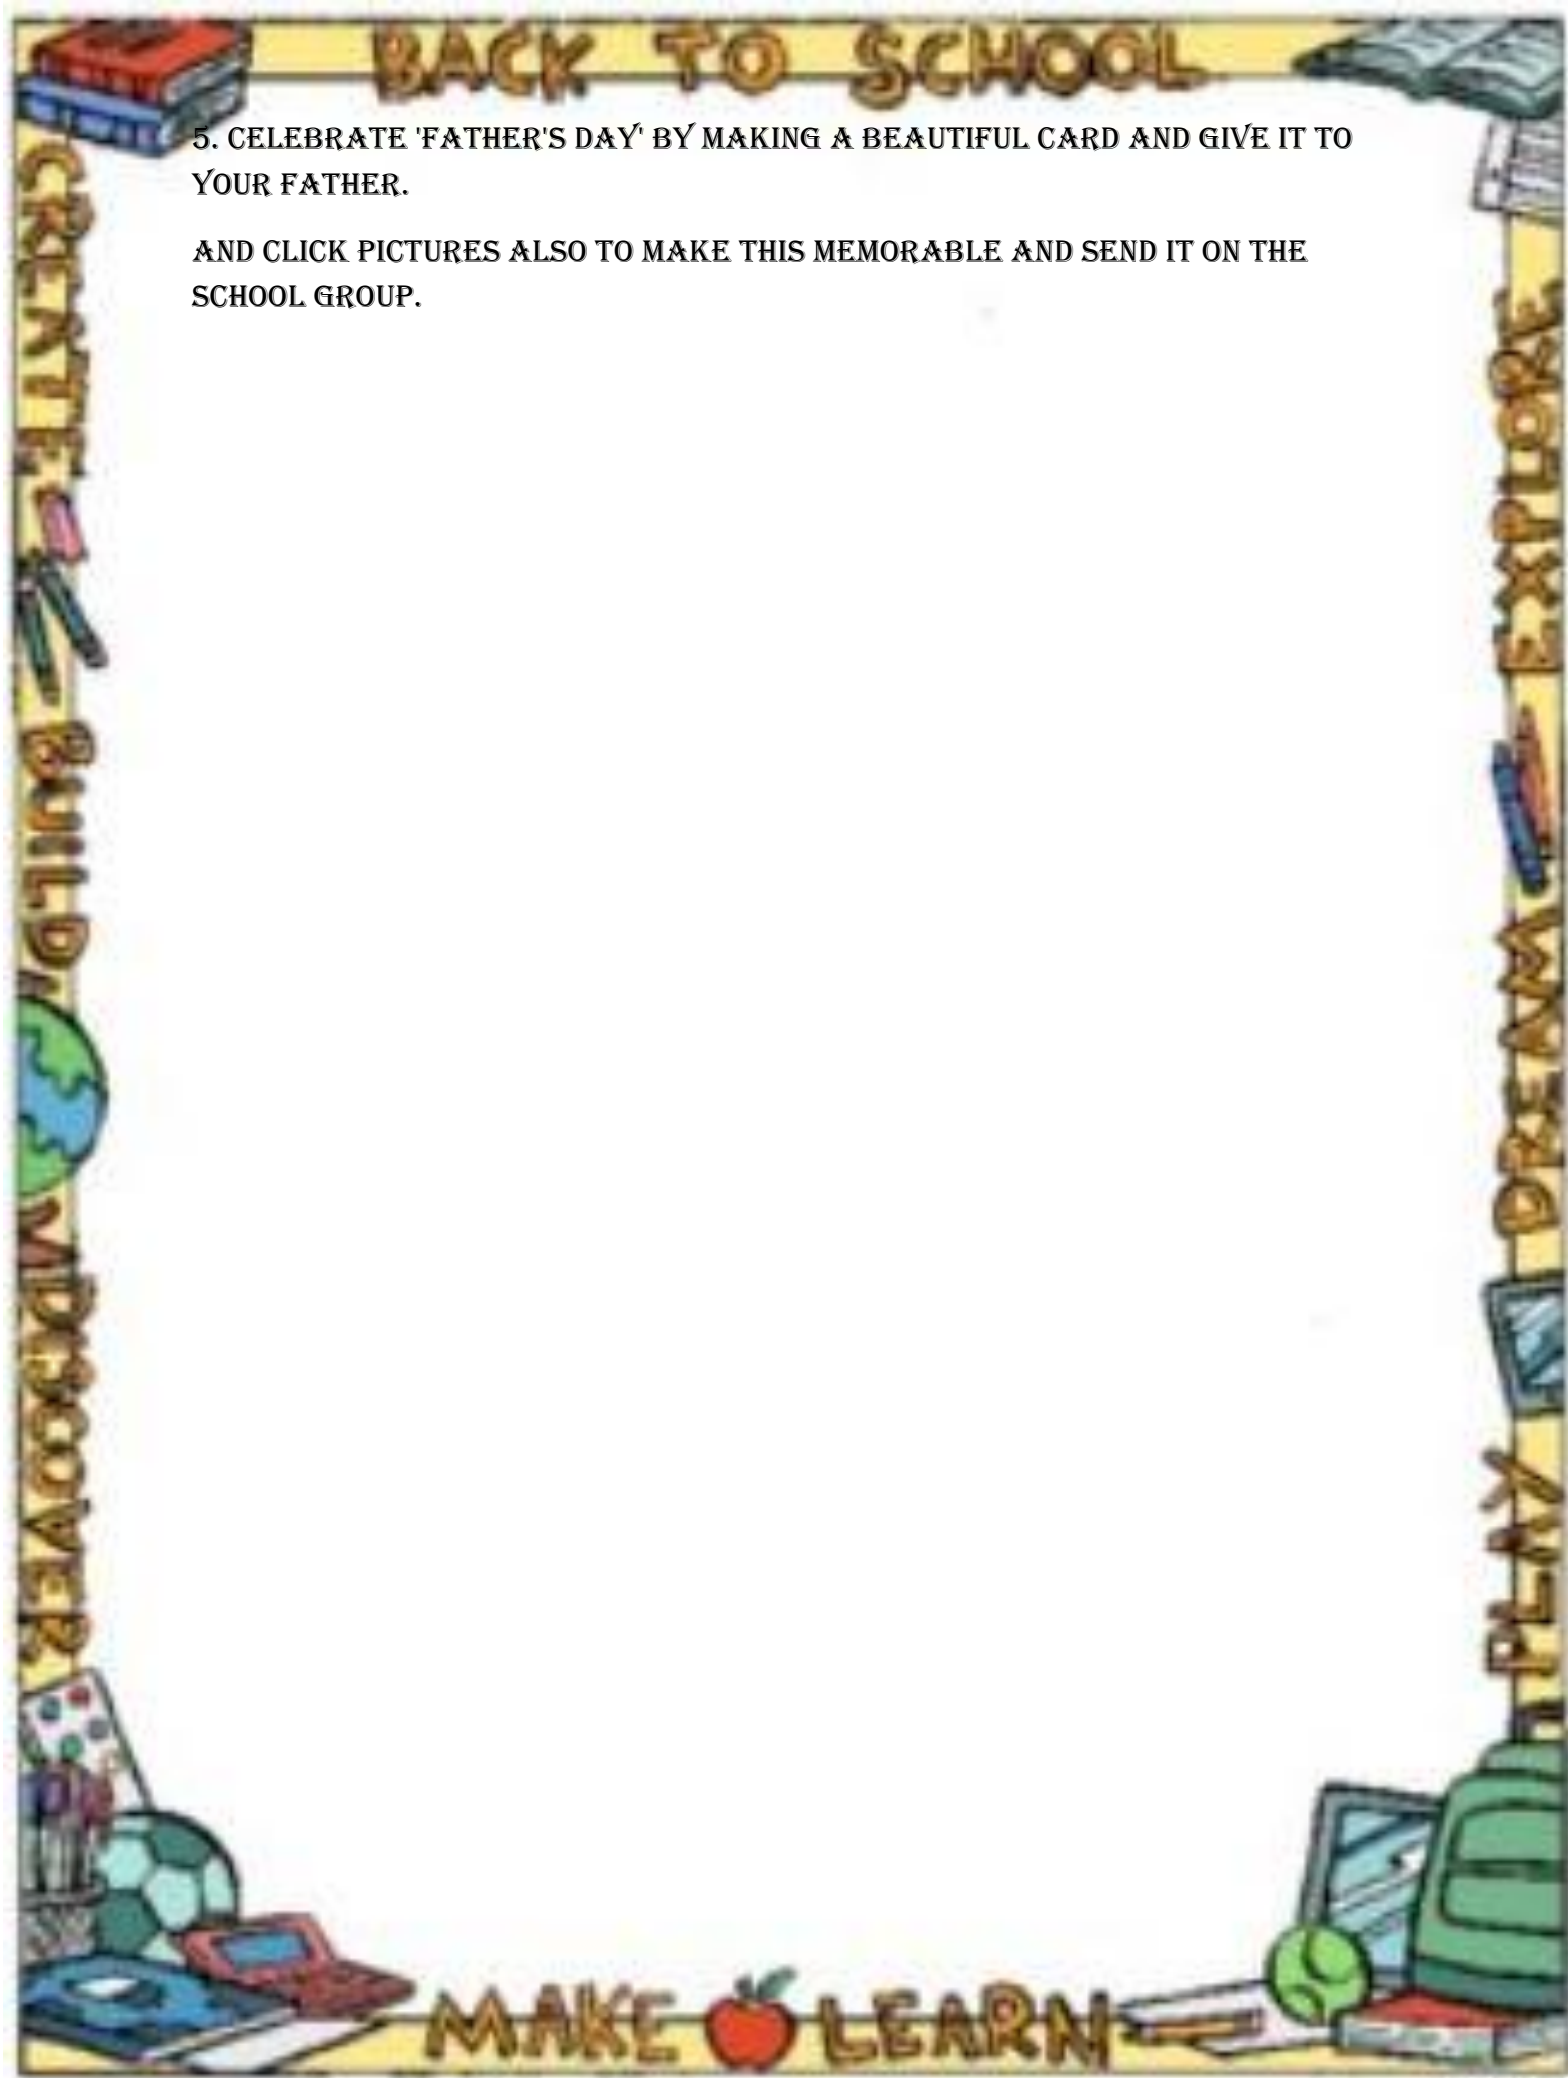 BACK TO SCHOOL
5. CELEBRATE 'FATHER'S DAY' BY MAKING A BEAUTIFUL CARD AND GIVE IT TO
YOUR FATHER.
AND CLICK PICTURES ALSO TO MAKE THIS MEMORABLE AND SEND IT ON THE
SCHOOL GROUP.
CREATE
BUILD
DISCOVER
EXPLORE
DREAM
PLAY
MAKE LEARN